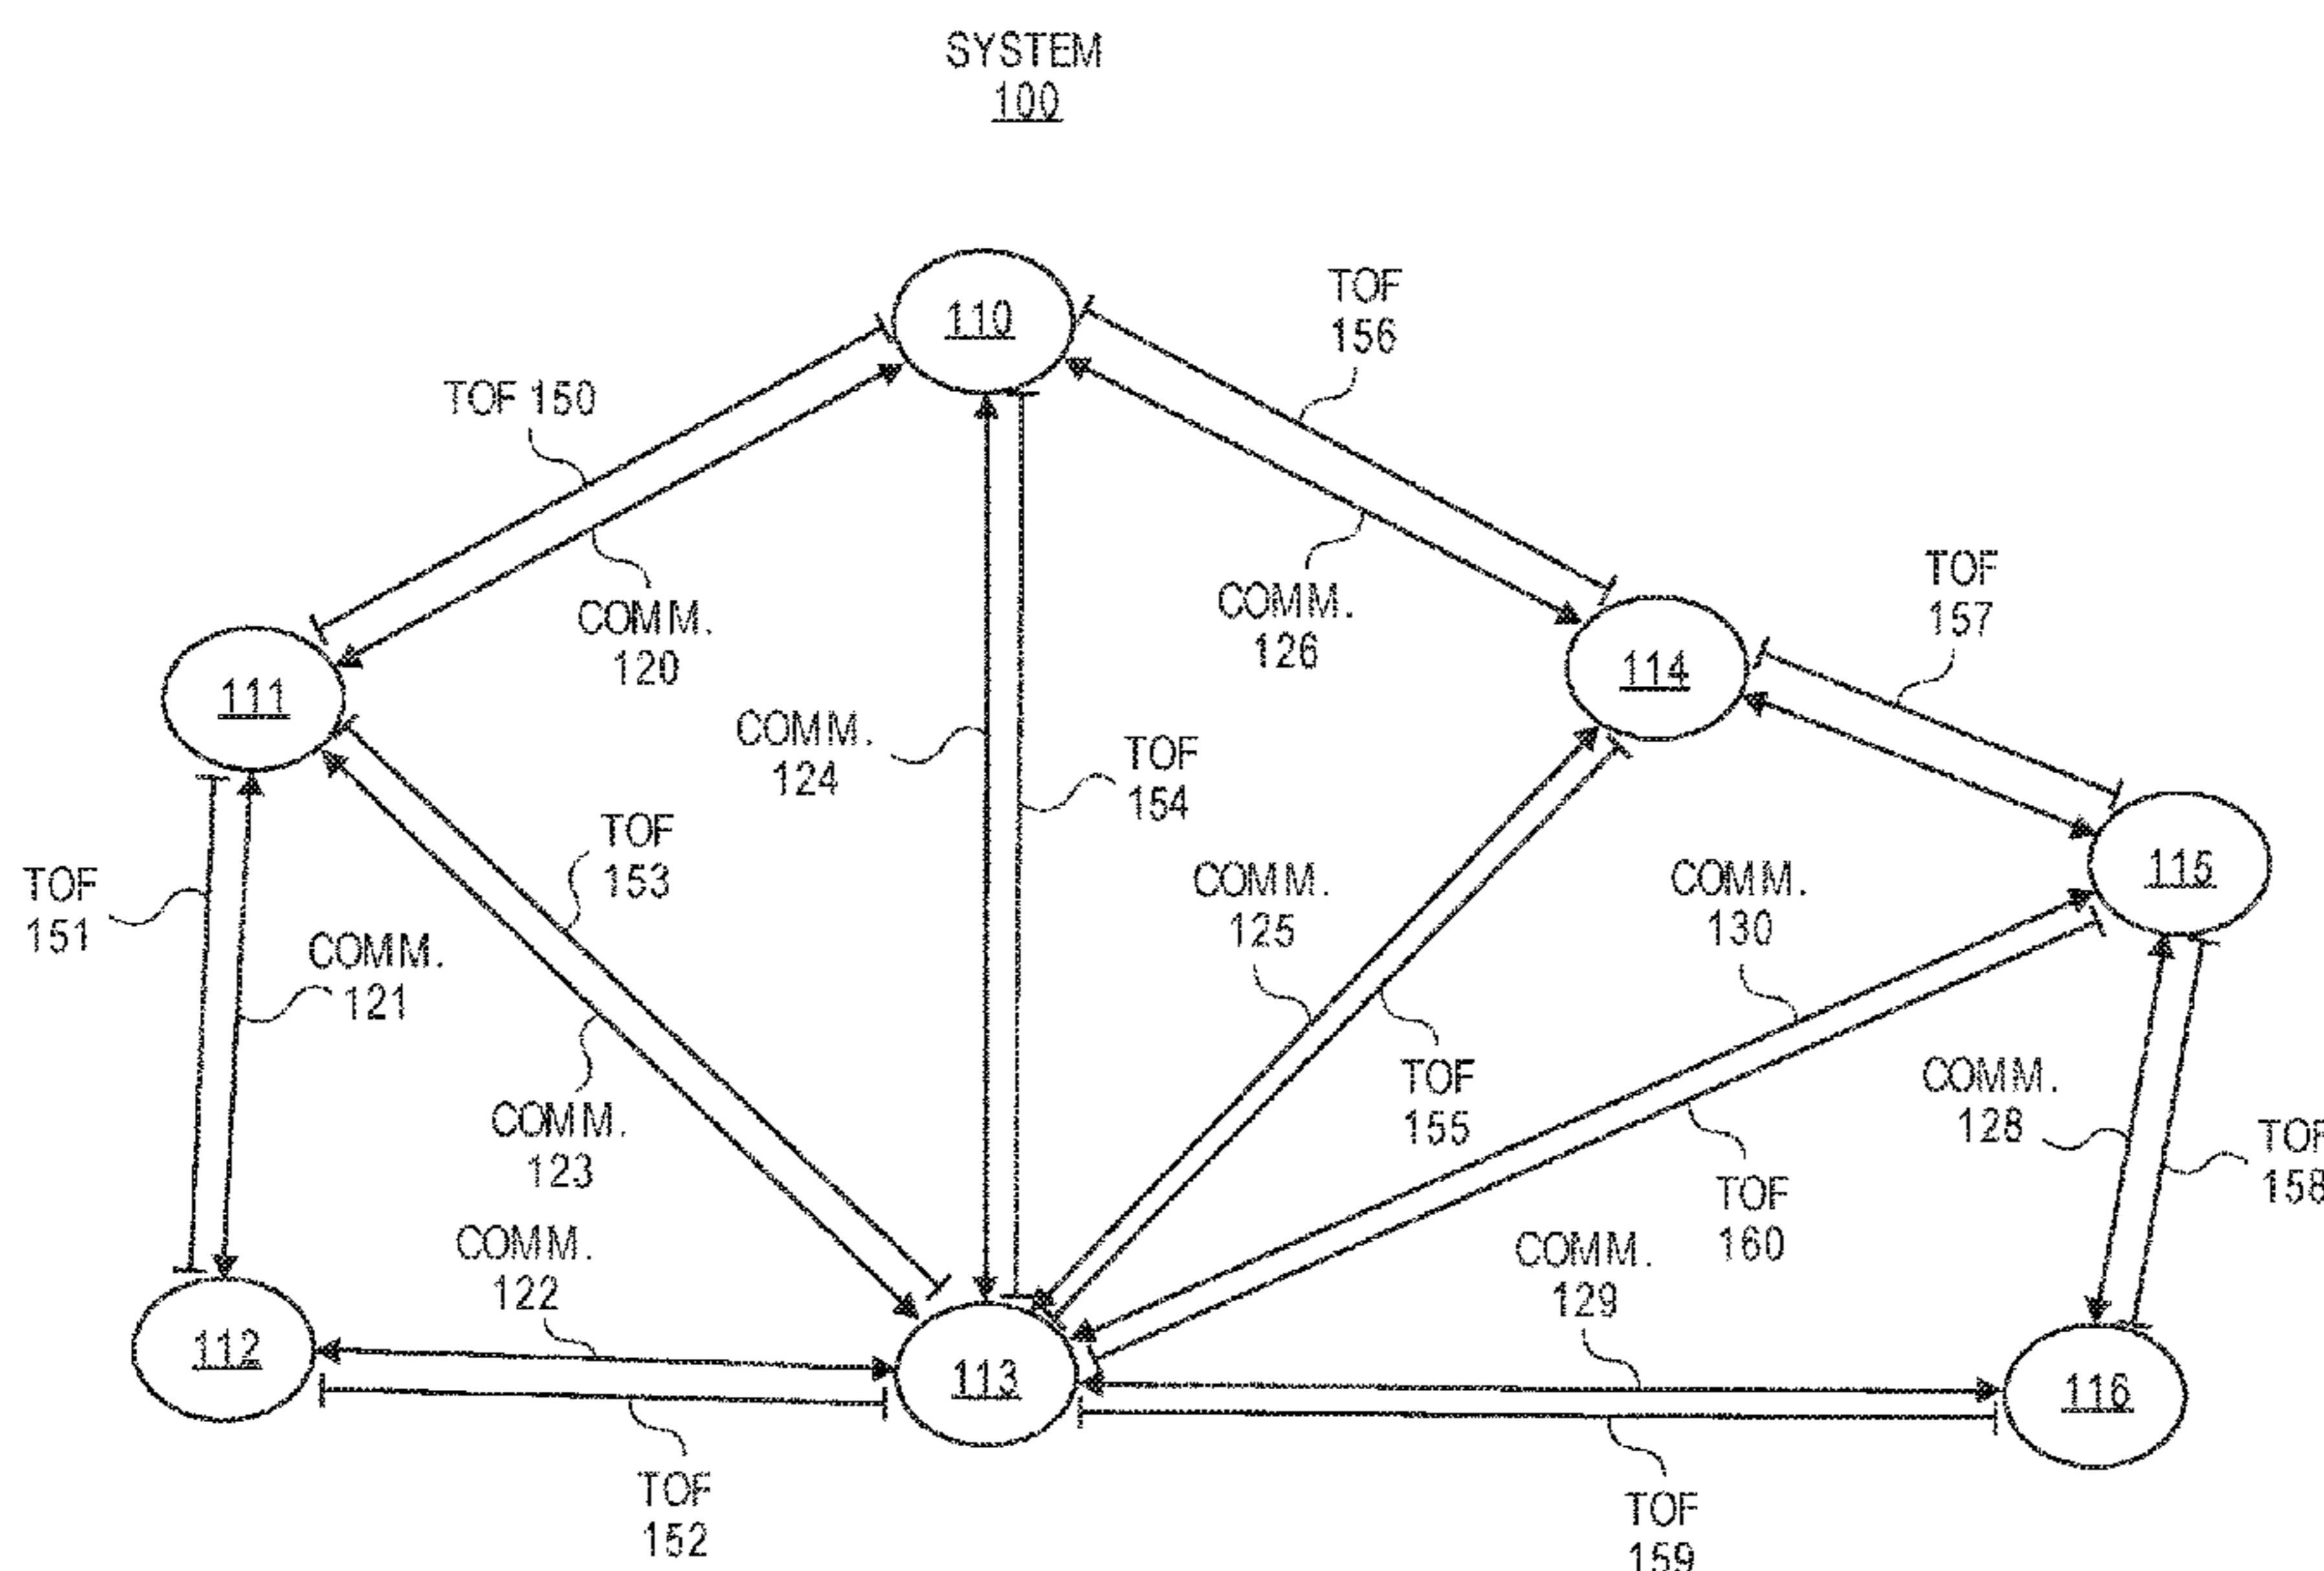 SYSTEM
100
110
TOF
156
TOF 150
COMM.
120
COMM.
126
TOF
157
111
114
COMM.
124
TOF
154
TOF
153
115
TOF
151
COMM.
121
COMM.
125
COMM.
130
COMM.
123
TOF
155
COMM.
128
TOF
158
TOF
160
COMM.
122
COMM.
129
112
113
116
TOF
152
TOF
159